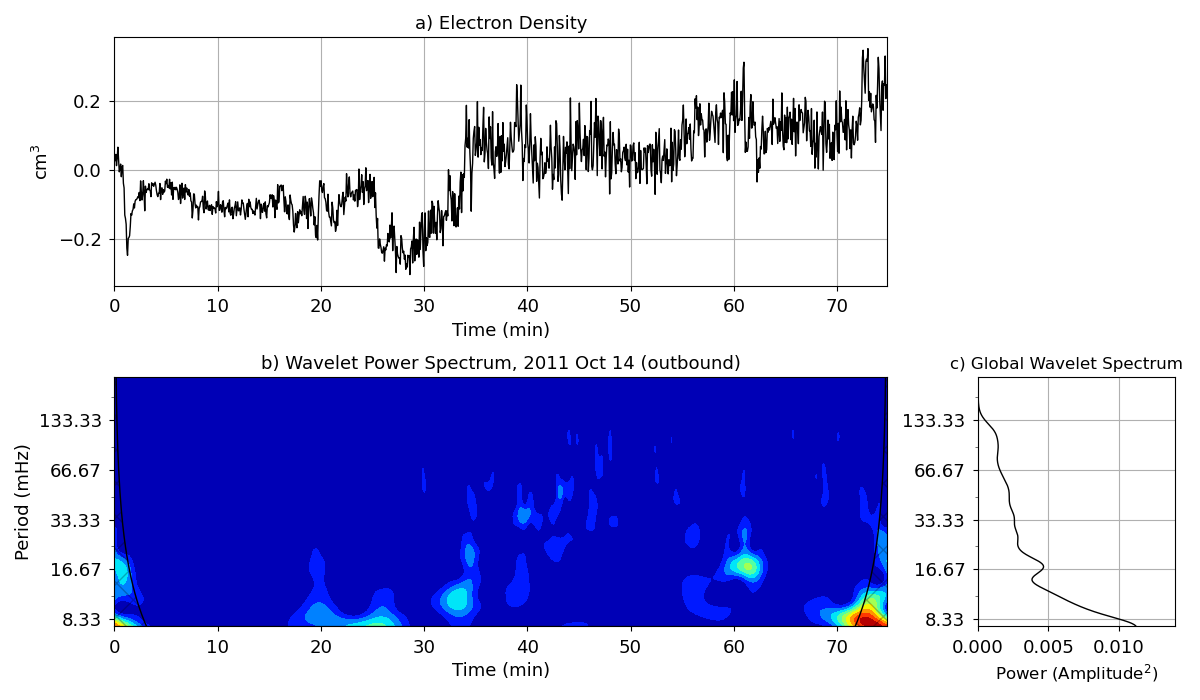 a) Electron Density
cm³
0.2
0.0
−0.2
0 10 20 30 40 50 60 70
Time (min)
b) Wavelet Power Spectrum, 2011 Oct 14 (outbound)
Period (mHz)
133.33
66.67
33.33
16.67
8.33
0 10 20 30 40 50 60 70
Time (min)
c) Global Wavelet Spectrum
133.33
66.67
33.33
16.67
8.33
0.000 0.005 0.010
Power (Amplitude²)